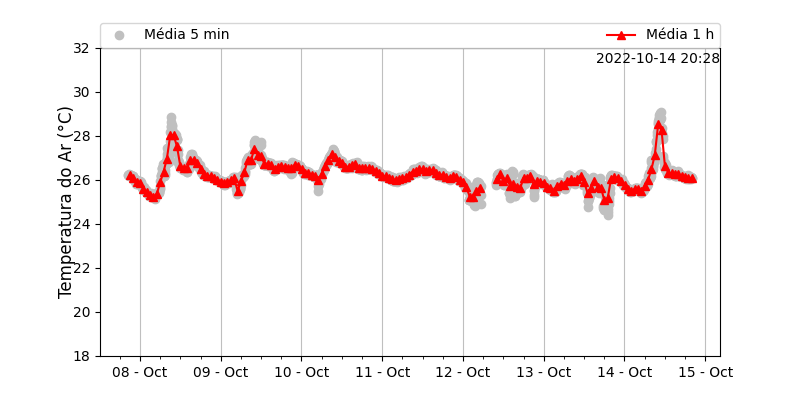 Média 5 min
Média 1 h
2022-10-14 20:28
Temperatura do Ar (°C)
32
30
28
26
24
22
20
18
08 - Oct
09 - Oct
10 - Oct
11 - Oct
12 - Oct
13 - Oct
14 - Oct
15 - Oct